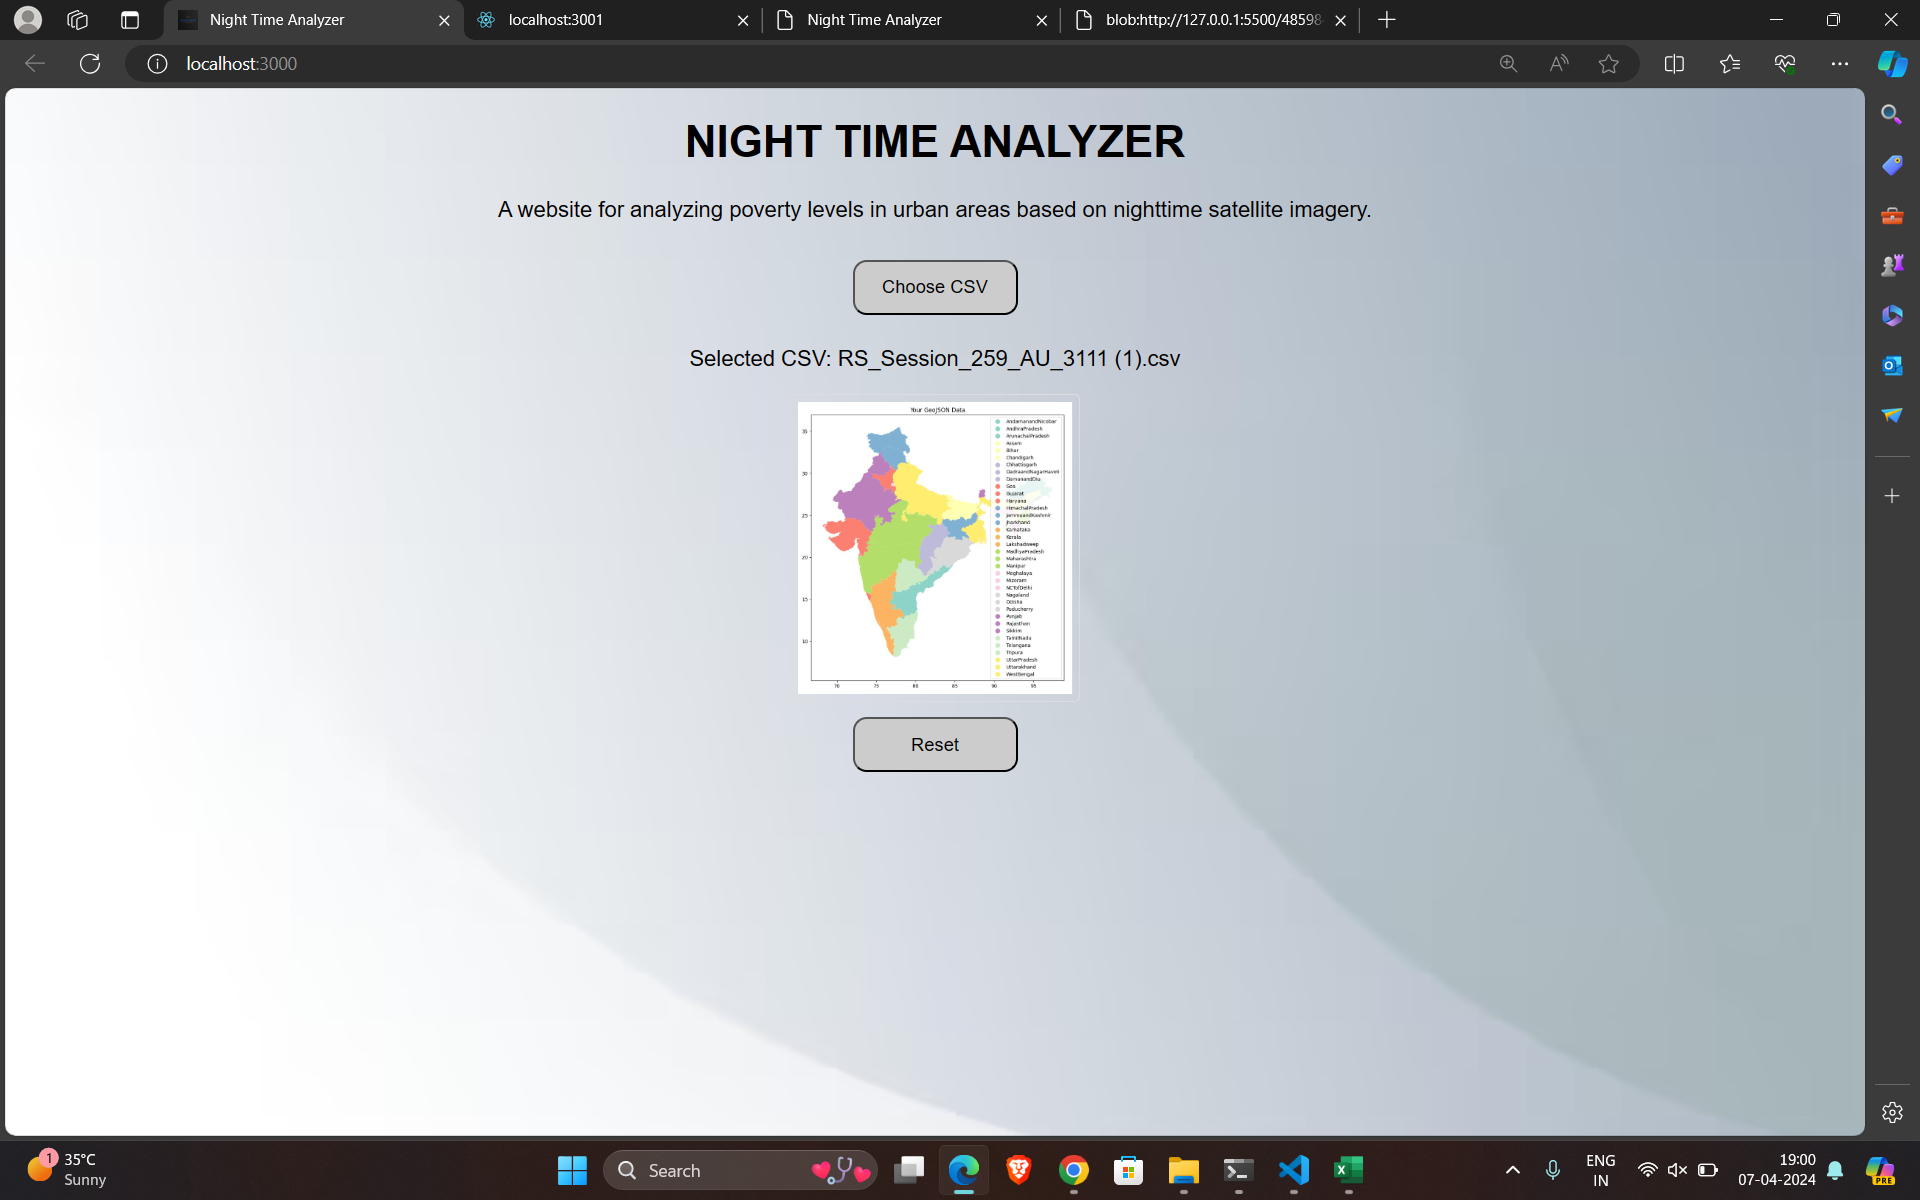 Night Time Analyzer
localhost:3001
Night Time Analyzer
blob:http://127.0.0.1:5500/48598
localhost:3000
NIGHT TIME ANALYZER
A website for analyzing poverty levels in urban areas based on nighttime satellite imagery.
Choose CSV
Selected CSV: RS_Session_259_AU_3111 (1).csv
Your GeoJSON Data
AndamanandNicobar
AndhraPradesh
ArunachalPradesh
Assam
Bihar
Chandigarh
Chhattisgarh
DadraandNagarHaveli
DamanandDiu
Goa
Gujarat
Haryana
HimachalPradesh
JammuandKashmir
Jharkhand
Karnataka
Kerala
Lakshadweep
MadhyaPradesh
Maharashtra
Manipur
Meghalaya
Mizoram
NCTofDelhi
Nagaland
Odisha
Puducherry
Punjab
Rajasthan
Sikkim
TamilNadu
Telangana
Tripura
UttarPradesh
Uttarakhand
WestBengal
35
30
25
20
15
10
70 75 80 85 90 95
Reset
1
35°C
Sunny
Search
ENG
IN
19:00
07-04-2024
PRE